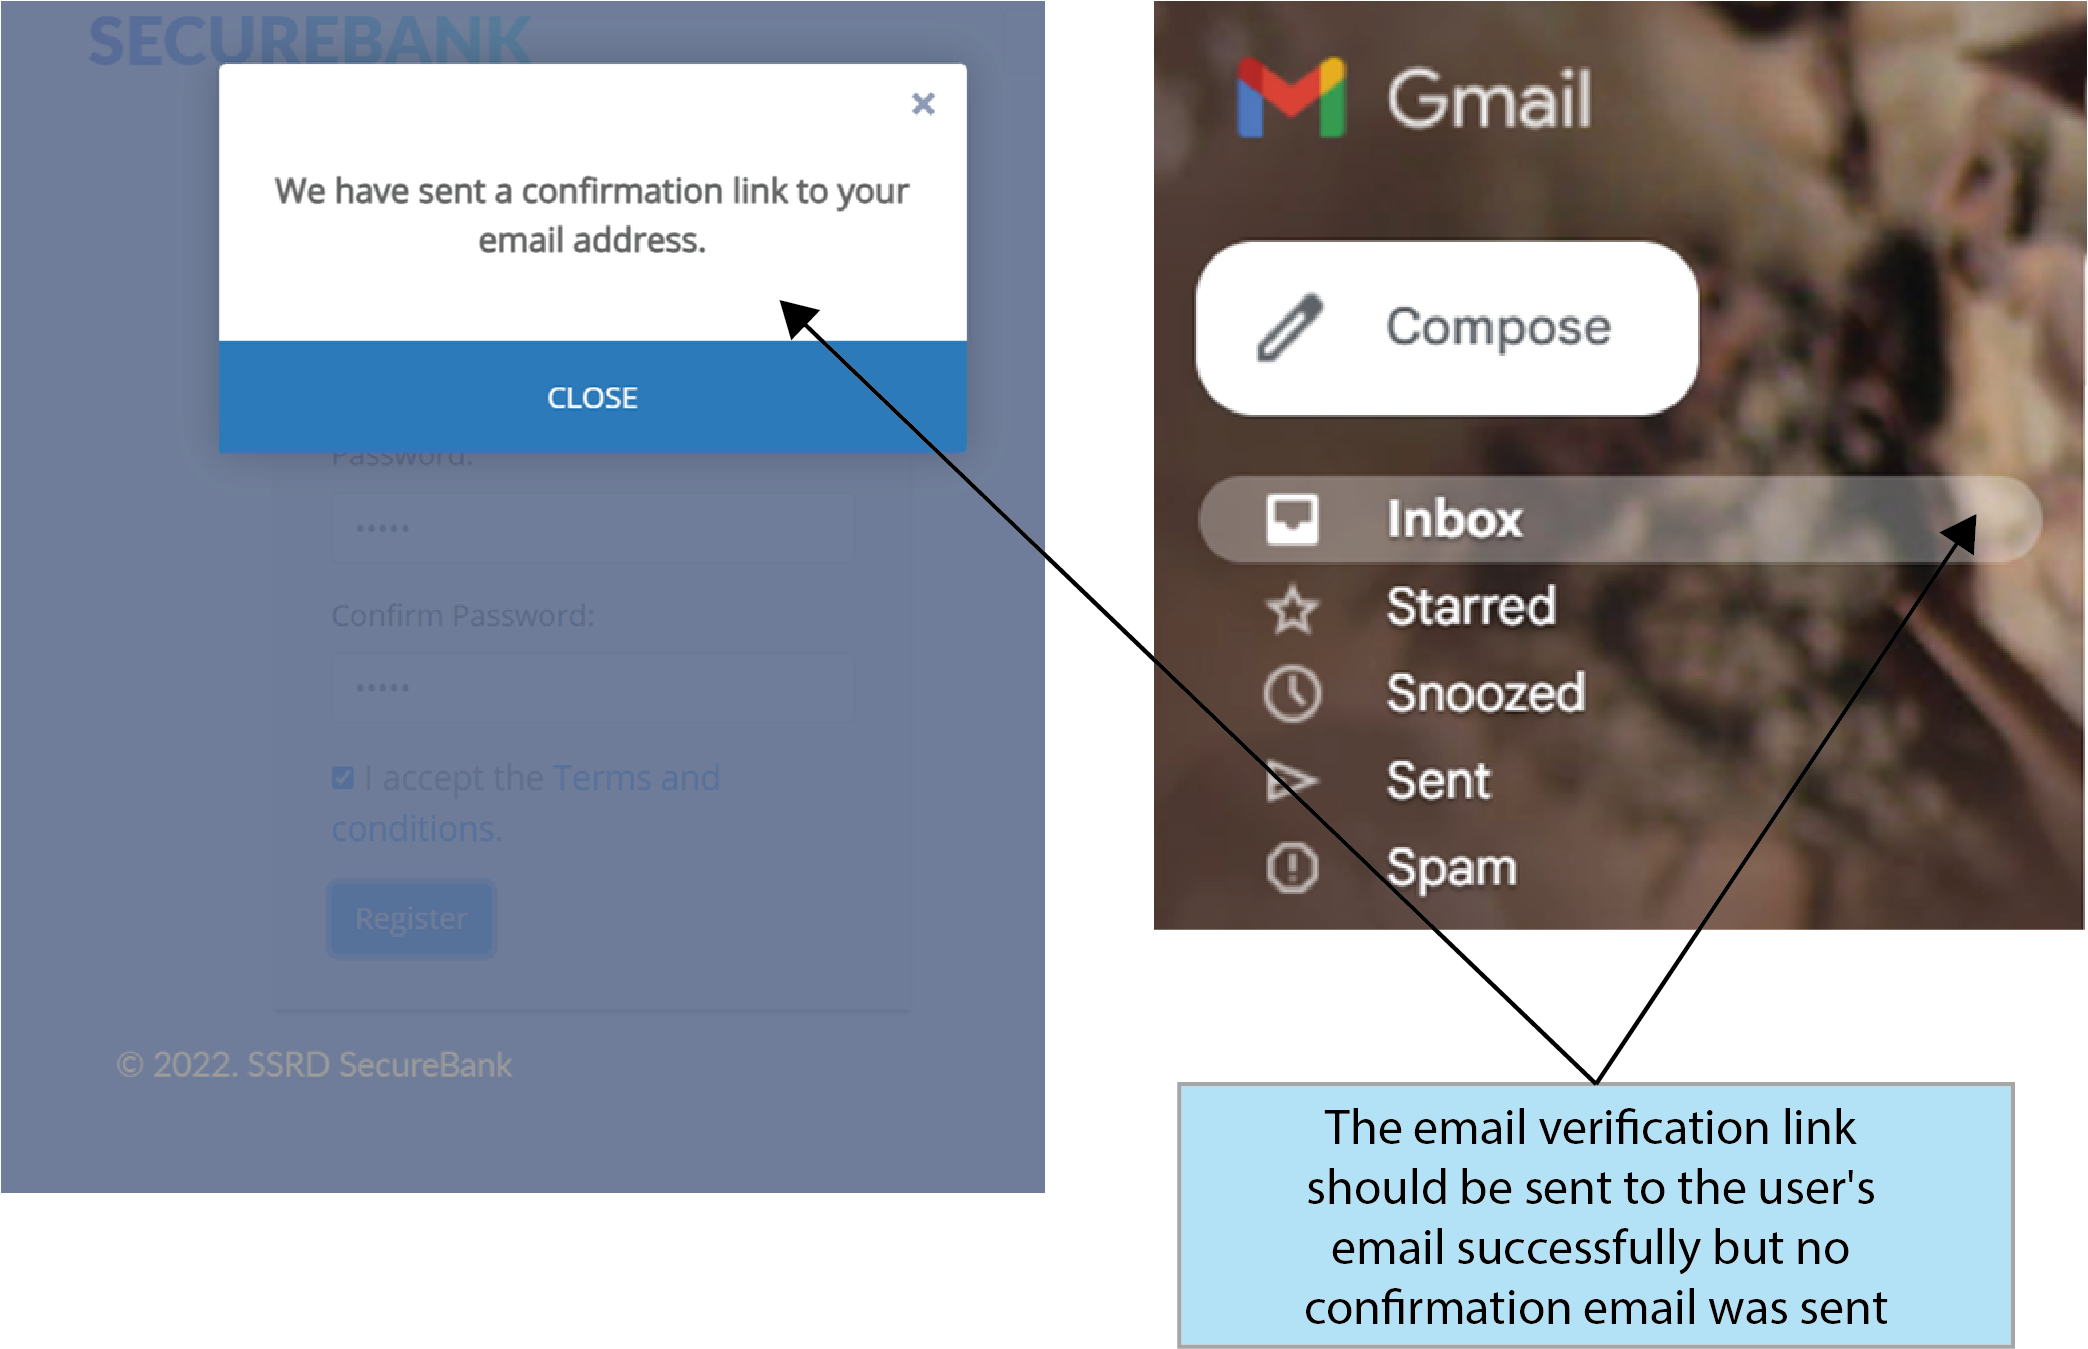 SECUREBANK
×
We have sent a confirmation link to your
email address.
CLOSE
Password:
•••••
Confirm Password:
•••••
I accept the Terms and
conditions.
Register
© 2022. SSRD SecureBank
Gmail
Compose
Inbox
Starred
Snoozed
Sent
Spam
The email verification link
should be sent to the user's
email successfully but no
confirmation email was sent